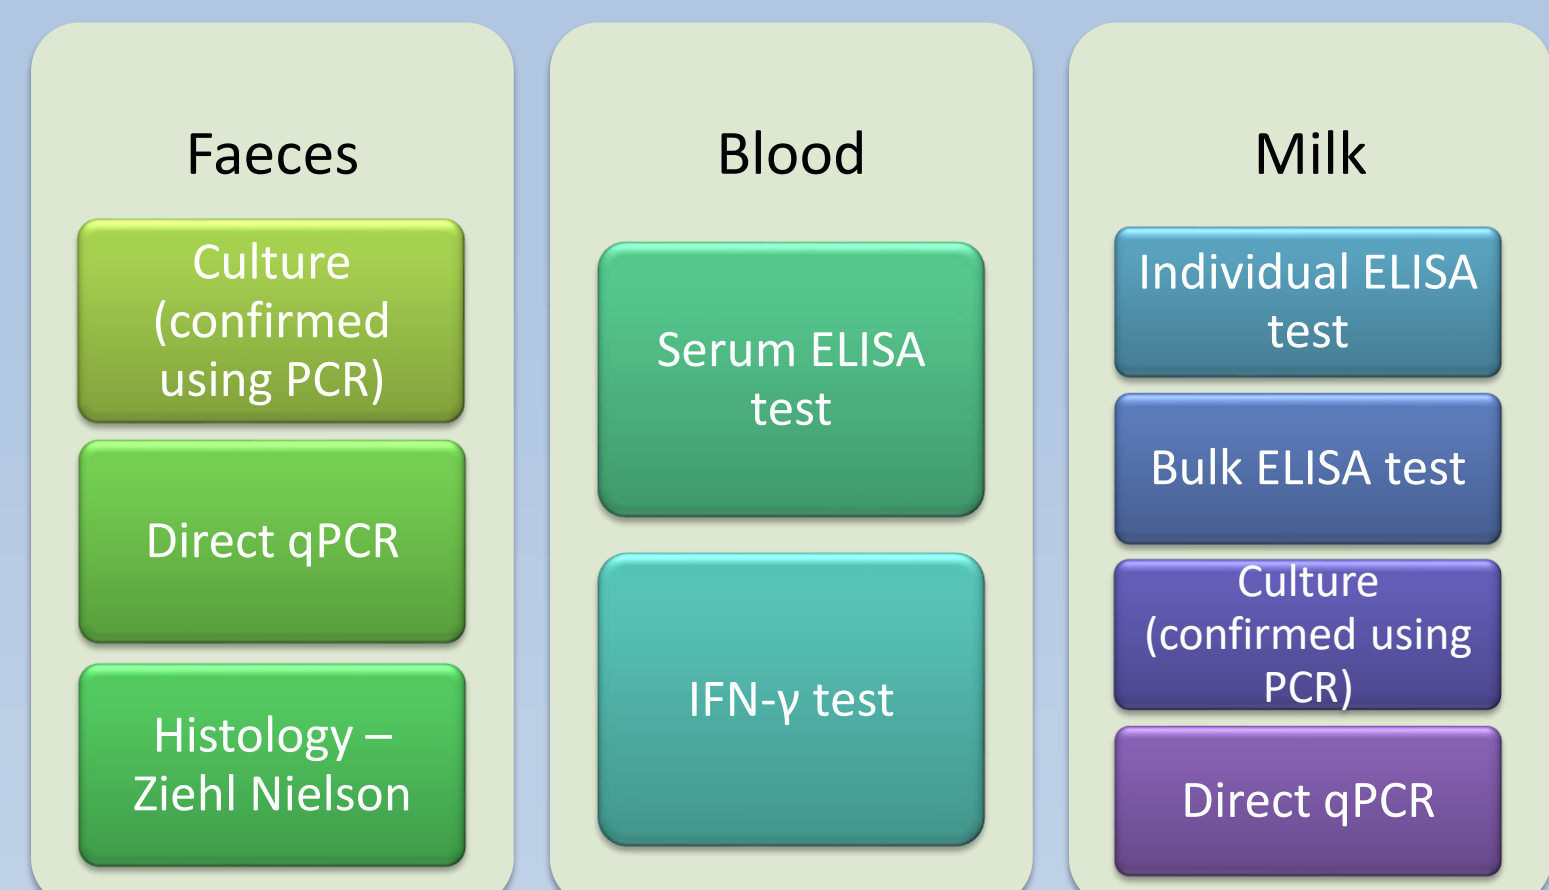 Faeces
Culture
(confirmed
using PCR)
Direct qPCR
Histology –
Ziehl Nielson
Blood
Serum ELISA
test
IFN-γ test
Milk
Individual ELISA
test
Bulk ELISA test
Culture
(confirmed using
PCR)
Direct qPCR